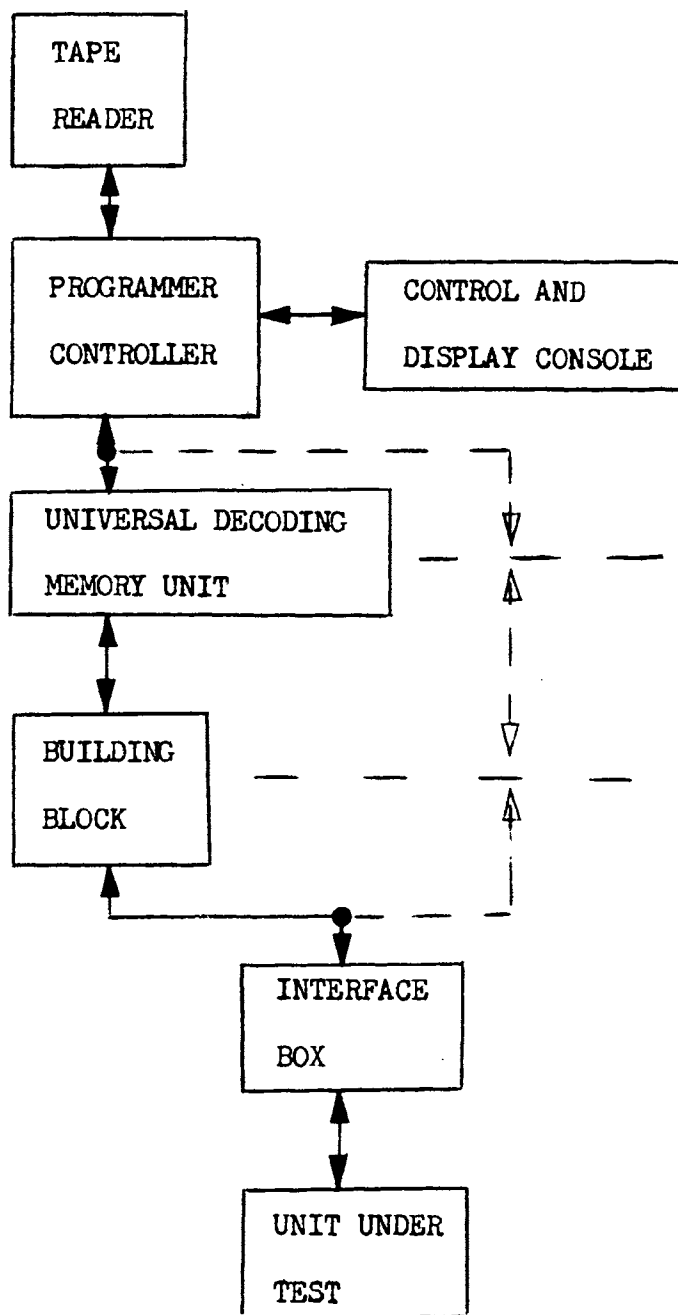 TAPE
READER
PROGRAMMER
CONTROLLER
CONTROL AND
DISPLAY CONSOLE
UNIVERSAL DECODING
MEMORY UNIT
BUILDING
BLOCK
INTERFACE
BOX
UNIT UNDER
TEST